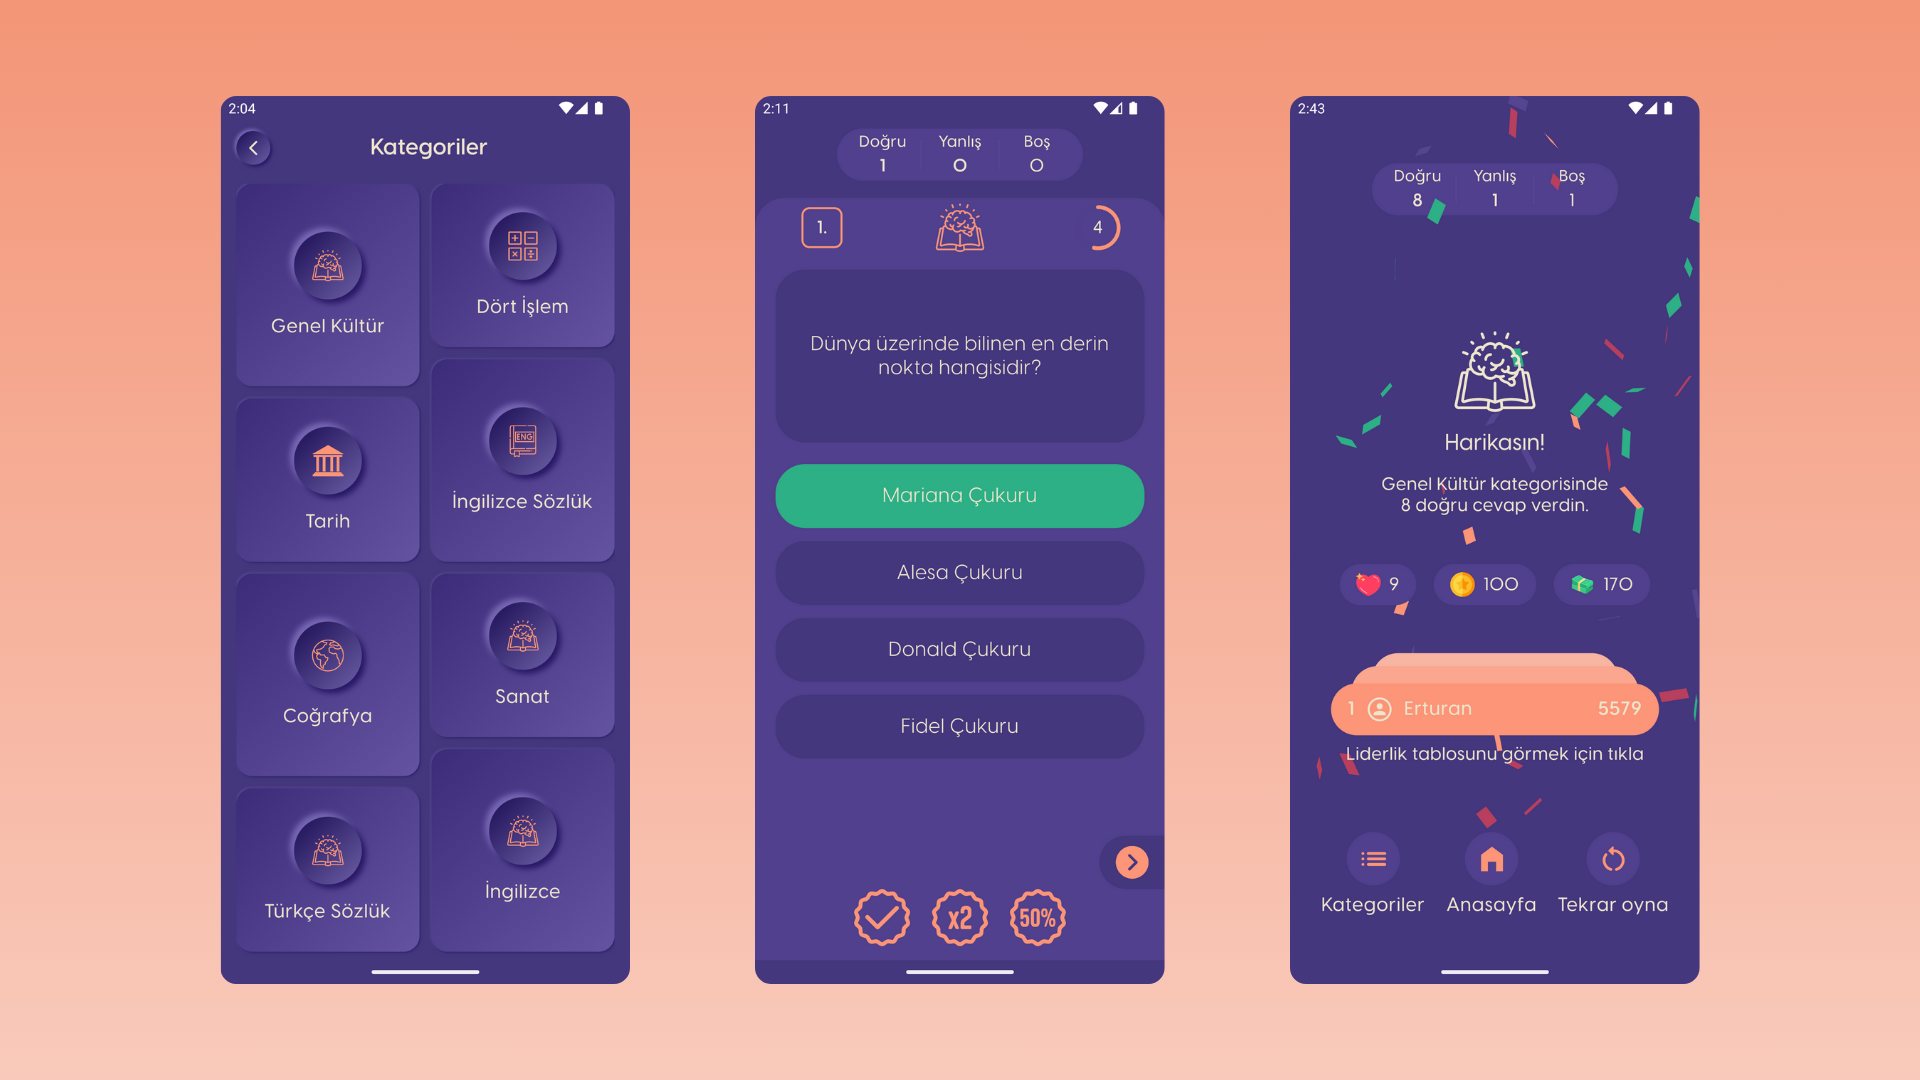 2:04
Kategoriler
Genel Kültür
Dört İşlem
Tarih
ENG
İngilizce Sözlük
Coğrafya
Sanat
Türkçe Sözlük
İngilizce
2:11
Doğru Yanlış Boş
1 0 0
1. 4
Dünya üzerinde bilinen en derin
nokta hangisidir?
Mariana Çukuru
Alesa Çukuru
Donald Çukuru
Fidel Çukuru
x2 50%
2:43
Doğru Yanlış Boş
8 1 1
Harikasın!
Genel Kültür kategorisinde
8 doğru cevap verdin.
9 100 170
1 Erturan 5579
Liderlik tablosunu görmek için tıkla
Kategoriler Anasayfa Tekrar oyna